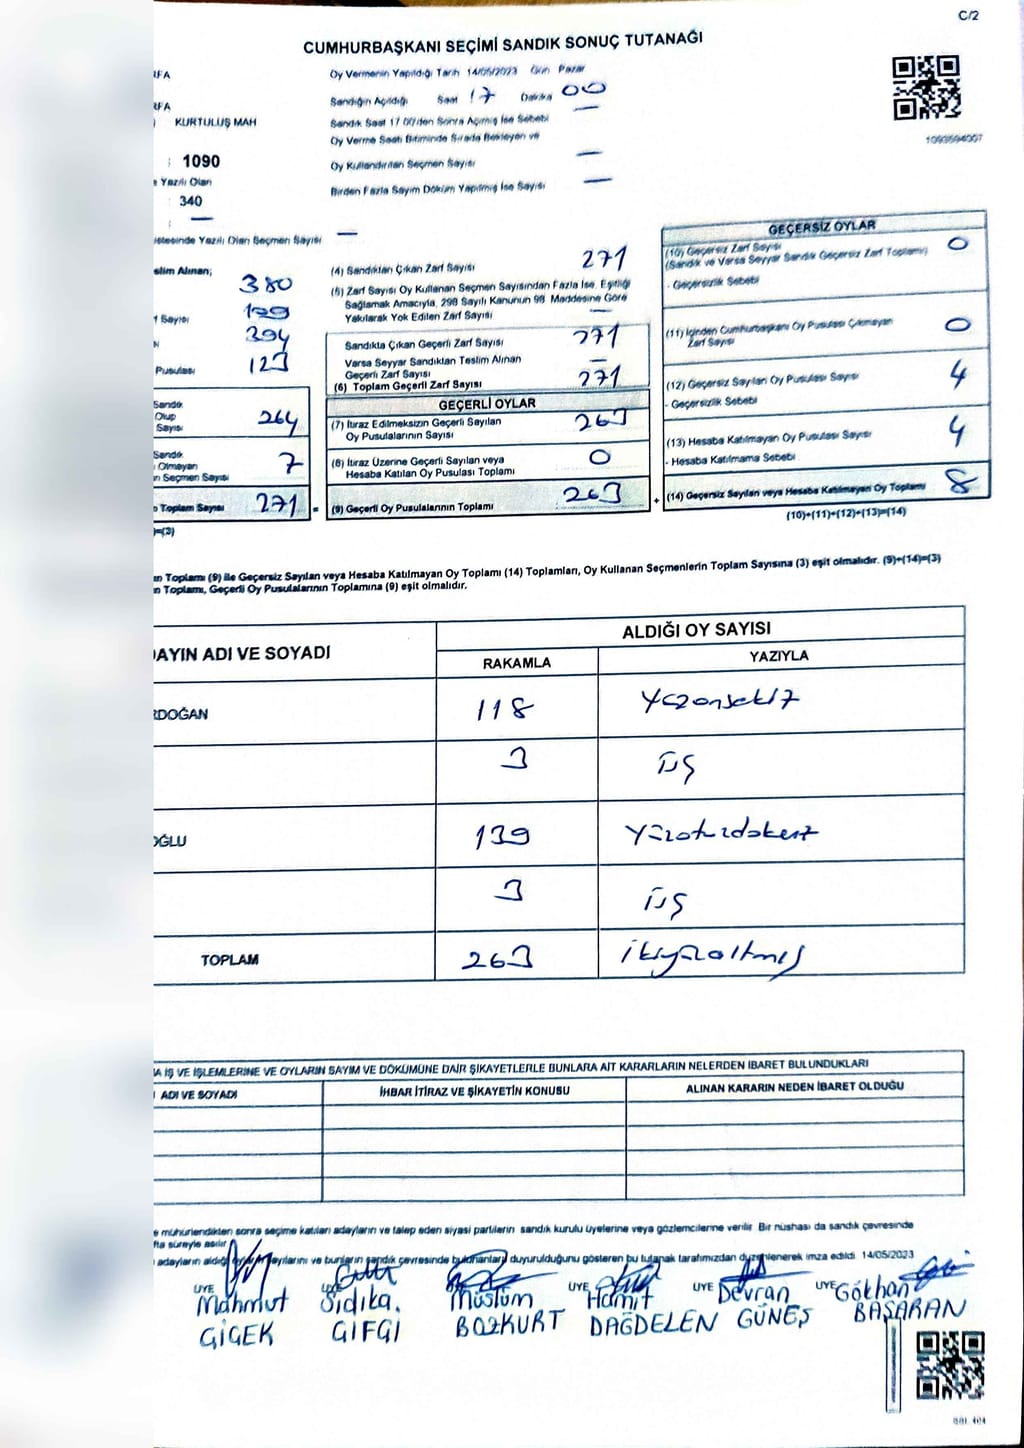 C/2
CUMHURBAŞKANI SEÇİMİ SANDIK SONUÇ TUTANAĞI
RFA
Oy Vermenin Yapıldığı Tarih 14/05/2023 Gün Pazar
Sandığın Açıldığı Saat 17 Dakika 00
RFA
KURTULUŞ MAH
Sandık Saat 17.00'den Sonra Açılmış İse Sebebi
Oy Verme Saati Bitiminde Sırada Bekleyen ve
Oy Kullandırılan Seçmen Sayısı —
: 1090
Yazılı Olan
340
Birden Fazla Sayım Döküm Yapılmış İse Sayısı —
: —
istesinde Yazılı Olan Seçmen Sayısı —
slim Alınan;
380
Sayısı 109
394
Pusulası 123
Sandık
Olup
Sayısı 264
Sandık
Olmayan
n Seçmen Sayısı 7
Toplam Sayısı 271 =
)=(3)
(4) Sandıktan Çıkan Zarf Sayısı 271
(5) Zarf Sayısı Oy Kullanan Seçmen Sayısından Fazla İse, Eşitliği
Sağlamak Amacıyla, 298 Sayılı Kanunun 98. Maddesine Göre
Yakılarak Yok Edilen Zarf Sayısı —
Sandıkta Çıkan Geçerli Zarf Sayısı 271
Varsa Seyyar Sandıktan Teslim Alınan
Geçerli Zarf Sayısı —
(6) Toplam Geçerli Zarf Sayısı 271
GEÇERLİ OYLAR
(7) İtiraz Edilmeksizin Geçerli Sayılan
Oy Pusulalarının Sayısı 263
(8) İtiraz Üzerine Geçerli Sayılan veya
Hesaba Katılan Oy Pusulası Toplamı 0
(9) Geçerli Oy Pusulalarının Toplamı 263 +
GEÇERSİZ OYLAR
(10) Geçersiz Zarf Sayısı
(Sandık ve Varsa Seyyar Sandık Geçersiz Zarf Toplamı) 0
- Geçersizlik Sebebi
(11) İçinden Cumhurbaşkanı Oy Pusulası Çıkmayan
Zarf Sayısı 0
(12) Geçersiz Sayılan Oy Pusulası Sayısı 4
- Geçersizlik Sebebi
(13) Hesaba Katılmayan Oy Pusulası Sayısı 4
- Hesaba Katılmama Sebebi
(14) Geçersiz Sayılan veya Hesaba Katılmayan Oy Toplamı 8
(10)+(11)+(12)+(13)=(14)
n Toplamı (9) ile Geçersiz Sayılan veya Hesaba Katılmayan Oy Toplamı (14) Toplamları, Oy Kullanan Seçmenlerin Toplam Sayısına (3) eşit olmalıdır. (9)+(14)=(3)
n Toplamı, Geçerli Oy Pusulalarının Toplamına (9) eşit olmalıdır.
AYIN ADI VE SOYADI
ALDIĞI OY SAYISI
RAKAMLA YAZIYLA
RDOĞAN 118 Yüzonsekiz
3 üç
OĞLU 139 Yüzotuzdokuz
3 üç
TOPLAM 263 ikiyüzaltmış
A İŞ VE İŞLEMLERİNE VE OYLARIN SAYIM VE DÖKÜMÜNE DAİR ŞİKAYETLERLE BUNLARA AİT KARARLARIN NELERDEN İBARET BULUNDUKLARI
ADI VE SOYADI İHBAR İTİRAZ VE ŞİKAYETİN KONUSU ALINAN KARARIN NEDEN İBARET OLDUĞU
e mühürlendikten sonra seçime katılan adayların ve talep eden siyasi partilerin sandık kurulu üyelerine veya gözlemcilerine verilir. Bir nüshası da sandık çevresinde
fta süreyle asılır
adayların aldığı oy sayılarını ve bunların sandık çevresinde duyurulduğunu gösteren bu tutanak tarafımızdan düzenlenerek imza edildi. 14/05/2023
ÜYE ÜYE ÜYE ÜYE ÜYE
Mahmut Sıdıka Müslüm Hamit Devran Gökhan
ÇİÇEK ÇİFÇİ BOZKURT DAĞDELEN GÜNEŞ BAŞARAN